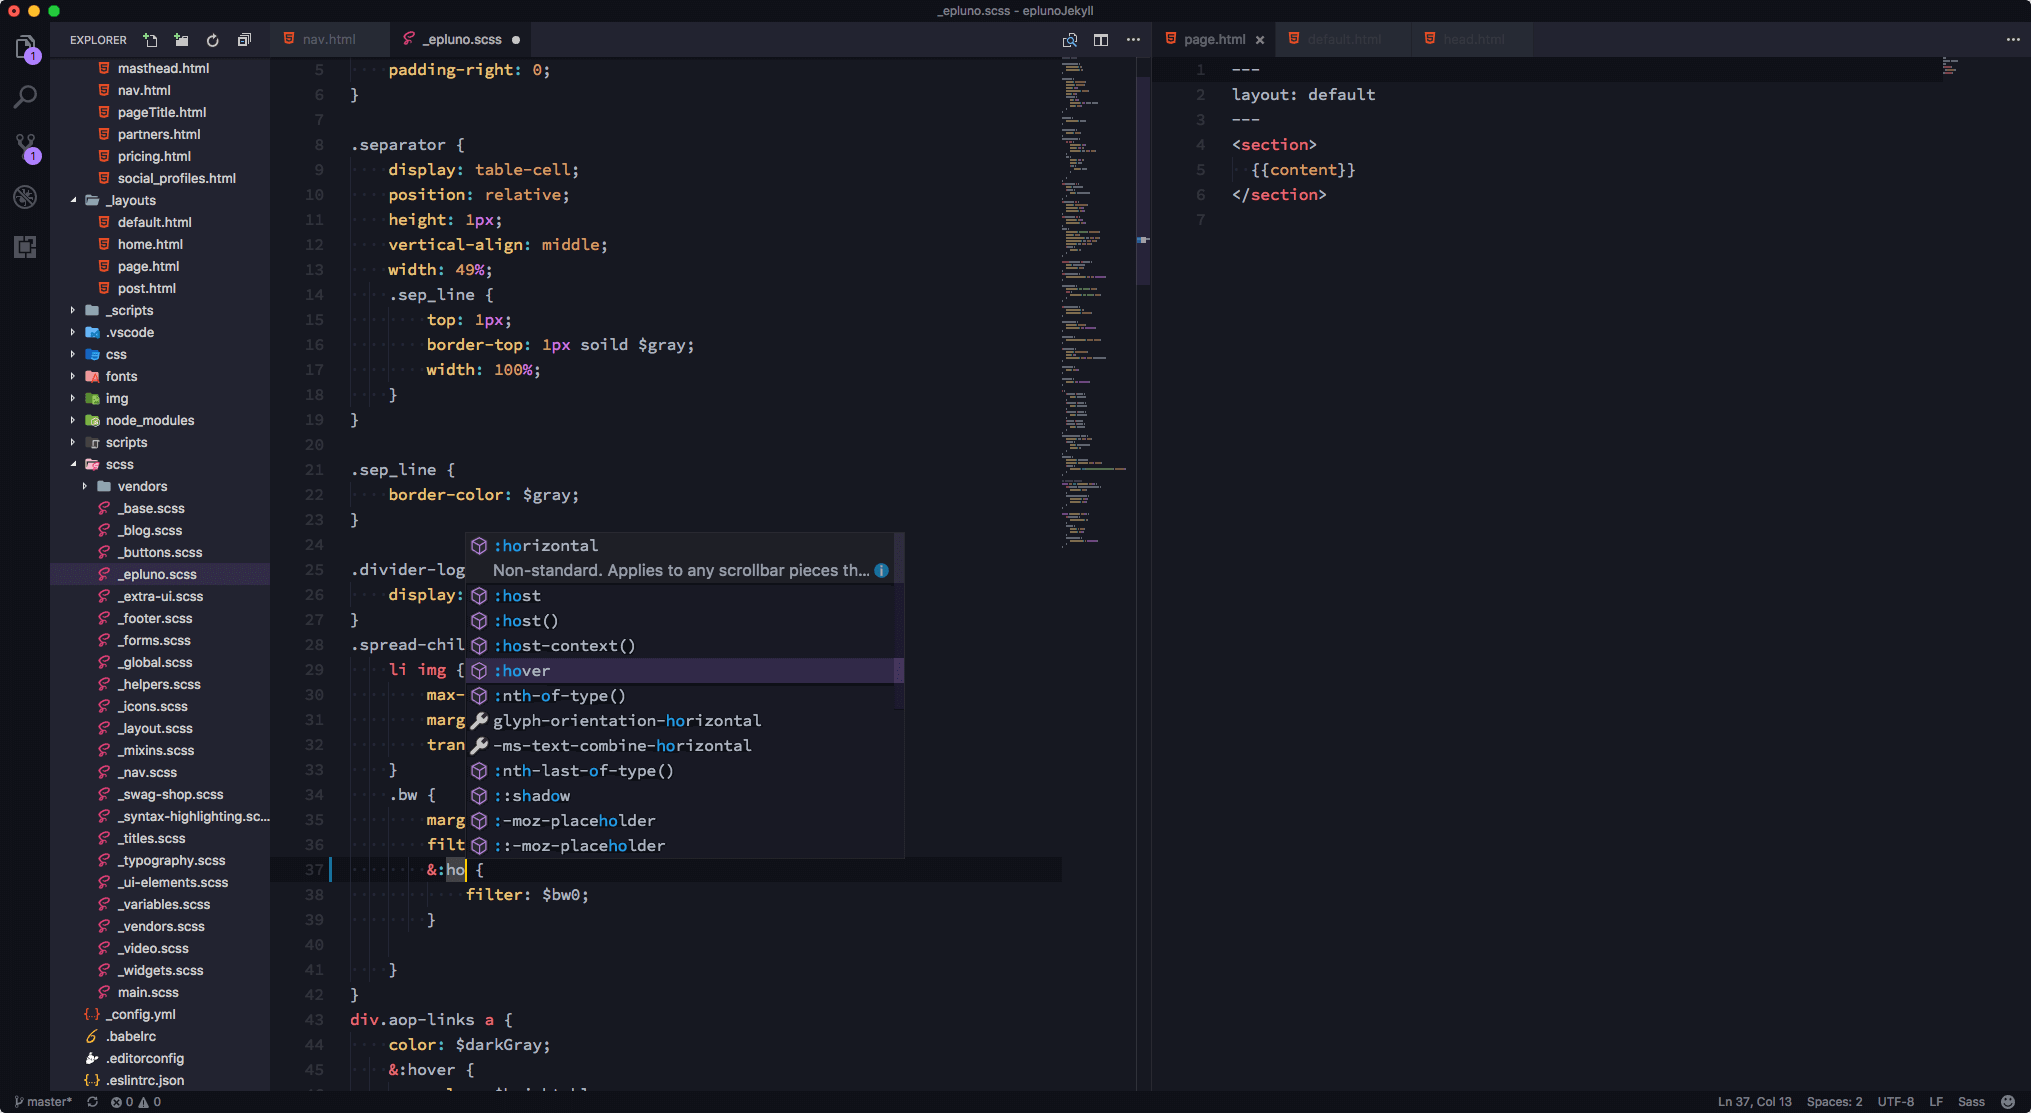 _epluno.scss - eplunoJekyll
EXPLORER
1
1
masthead.html
nav.html
pageTitle.html
partners.html
pricing.html
social_profiles.html
_layouts
default.html
home.html
page.html
post.html
_scripts
.vscode
css
fonts
img
node_modules
scripts
scss
vendors
_base.scss
_blog.scss
_buttons.scss
_epluno.scss
_extra-ui.scss
_footer.scss
_forms.scss
_global.scss
_helpers.scss
_icons.scss
_layout.scss
_mixins.scss
_nav.scss
_swag-shop.scss
_syntax-highlighting.sc...
_titles.scss
_typography.scss
_ui-elements.scss
_variables.scss
_vendors.scss
_video.scss
_widgets.scss
main.scss
_config.yml
.babelrc
.editorconfig
.eslintrc.json
nav.html
_epluno.scss
5 padding-right: 0;
6 }
7
8 .separator {
9 display: table-cell;
10 position: relative;
11 height: 1px;
12 vertical-align: middle;
13 width: 49%;
14 .sep_line {
15 top: 1px;
16 border-top: 1px soild $gray;
17 width: 100%;
18 }
19 }
20
21 .sep_line {
22 border-color: $gray;
23 }
24
25 .divider-log
26 display:
27 }
28 .spread-chil
29 li img {
30 max-
31 marg
32 tran
33 }
34 .bw {
35 marg
36 filt
37 &:ho {
38 filter: $bw0;
39 }
40
41 }
42 }
43 div.aop-links a {
44 color: $darkGray;
45 &:hover {
:horizontal
Non-standard. Applies to any scrollbar pieces th...
:host
:host()
:host-context()
:hover
:nth-of-type()
glyph-orientation-horizontal
-ms-text-combine-horizontal
:nth-last-of-type()
::shadow
:-moz-placeholder
::-moz-placeholder
page.html
default.html
head.html
1 ---
2 layout: default
3 ---
4 <section>
5 {{content}}
6 </section>
7
master*
0
0
Ln 37, Col 13
Spaces: 2
UTF-8
LF
Sass